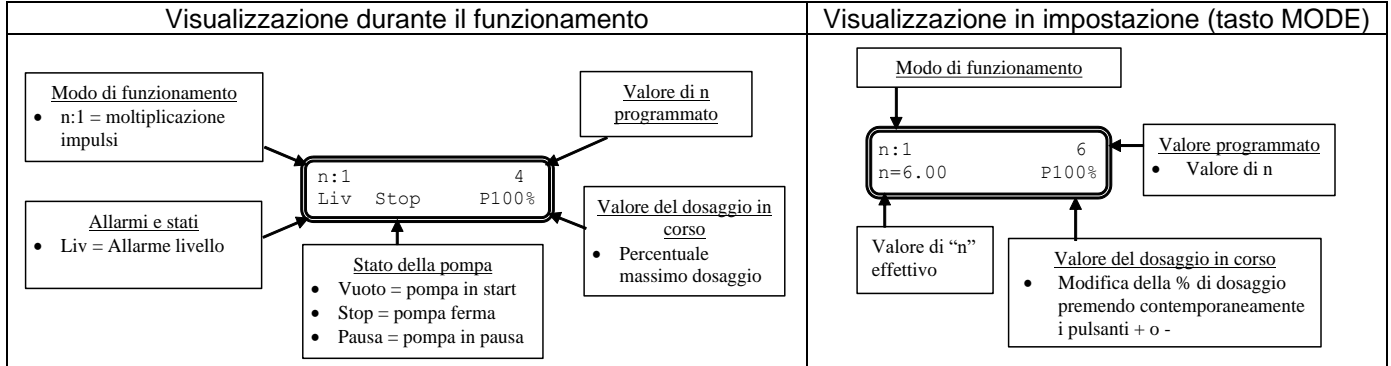 Visualizzazione durante il funzionamento
Modo di funzionamento
• n:1 = moltiplicazione
impulsi
Valore di n
programmato
n:1 4
Liv Stop P100%
Allarmi e stati
• Liv = Allarme livello
Stato della pompa
• Vuoto = pompa in start
• Stop = pompa ferma
• Pausa = pompa in pausa
Valore del dosaggio in
corso
• Percentuale
massimo dosaggio
Visualizzazione in impostazione (tasto MODE)
Modo di funzionamento
n:1 6
n=6.00 P100%
Valore programmato
• Valore di n
Valore di “n”
effettivo
Valore del dosaggio in corso
• Modifica della % di dosaggio
premendo contemporaneamente
i pulsanti + o -